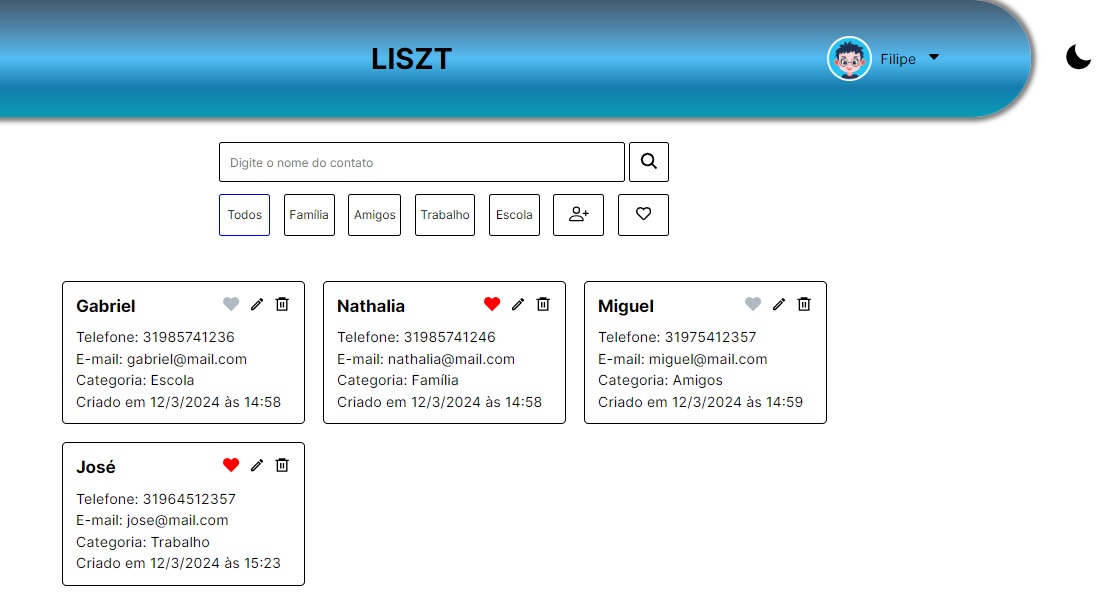 LISZT
Filipe
Digite o nome do contato
Todos Família Amigos Trabalho Escola
Gabriel
Telefone: 31985741236
E-mail: gabriel@mail.com
Categoria: Escola
Criado em 12/3/2024 às 14:58
Nathalia
Telefone: 31985741246
E-mail: nathalia@mail.com
Categoria: Família
Criado em 12/3/2024 às 14:58
Miguel
Telefone: 31975412357
E-mail: miguel@mail.com
Categoria: Amigos
Criado em 12/3/2024 às 14:59
José
Telefone: 31964512357
E-mail: jose@mail.com
Categoria: Trabalho
Criado em 12/3/2024 às 15:23